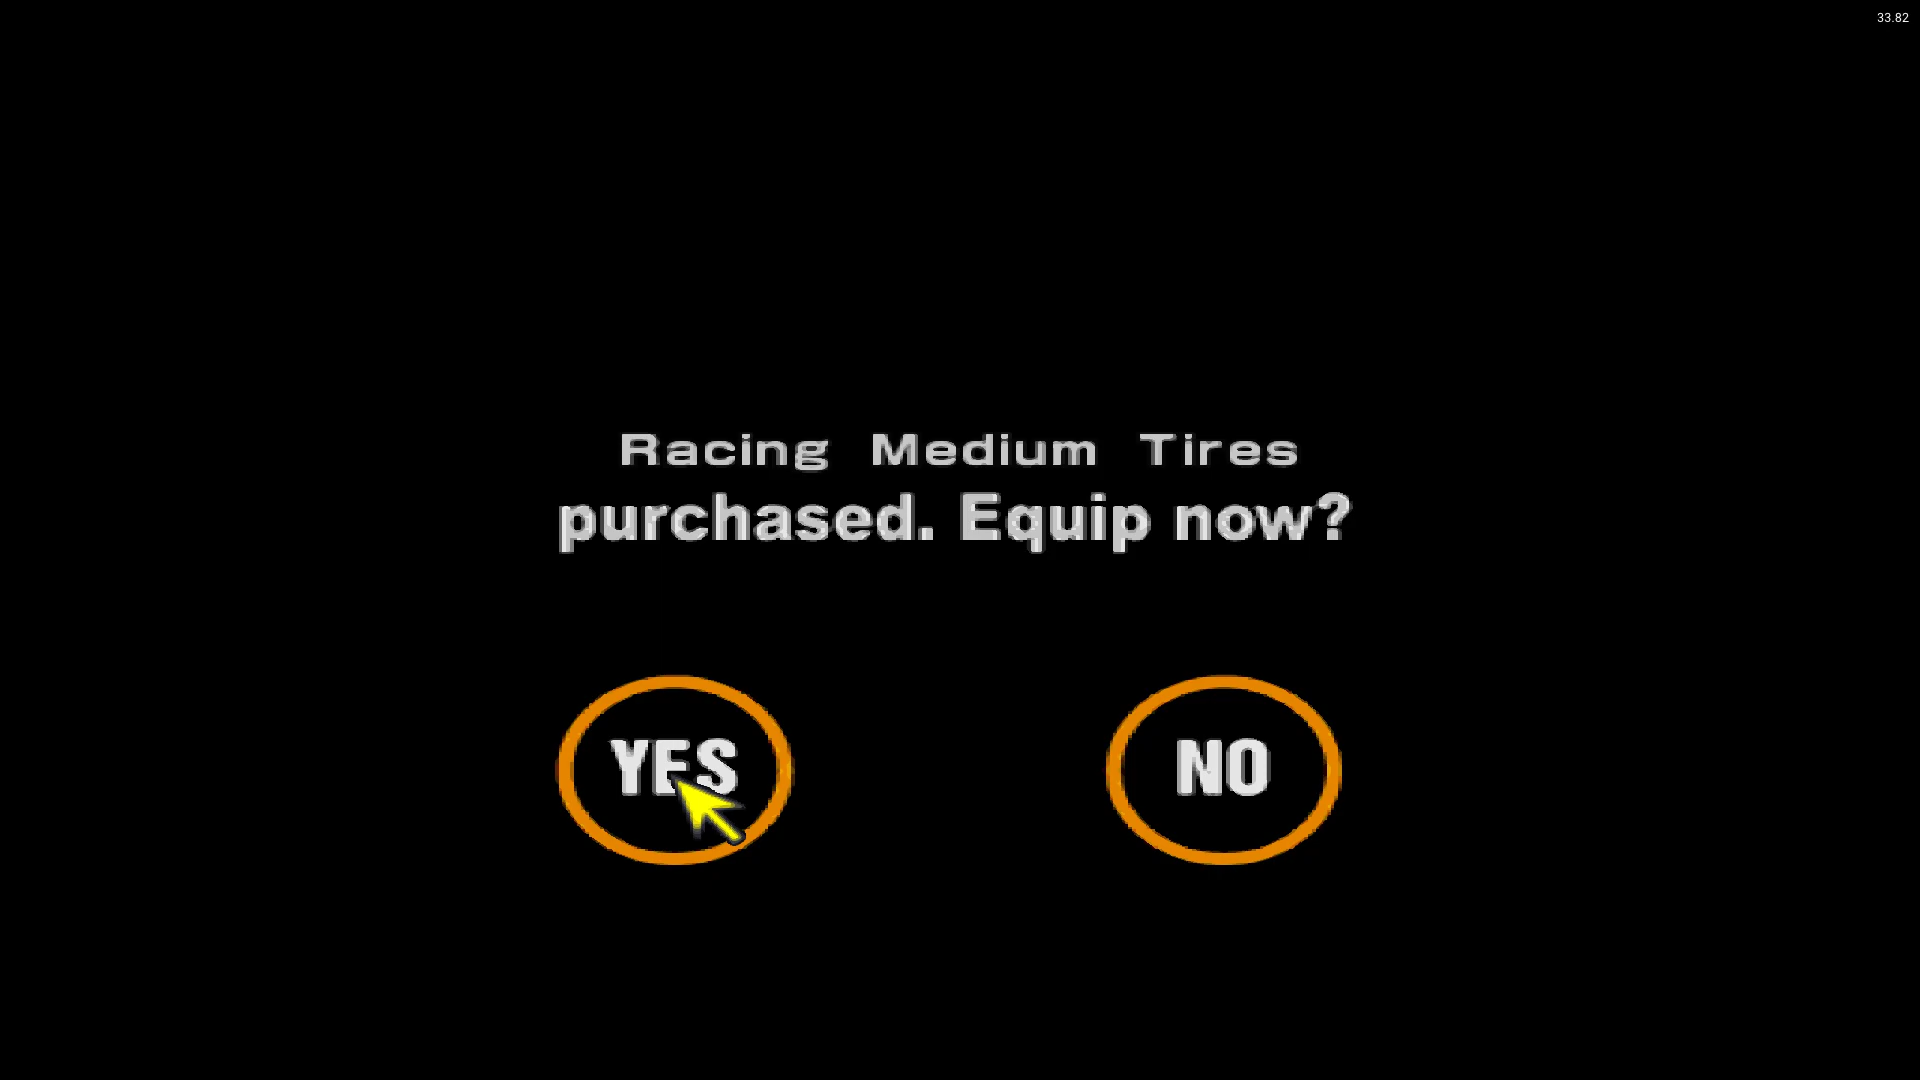 33.82
Racing Medium Tires
purchased. Equip now?
YES NO